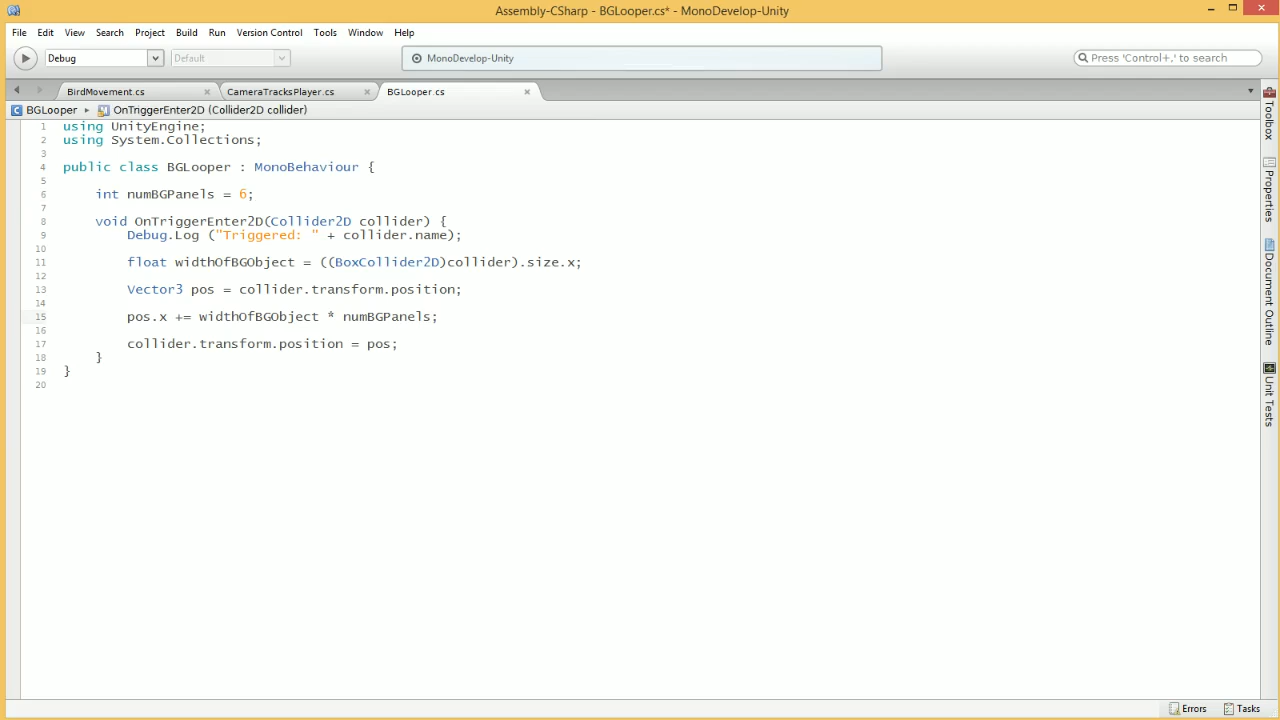 Assembly-CSharp - BGLooper.cs* - MonoDevelop-Unity
File Edit View Search Project Build Run Version Control Tools Window Help
Debug Default MonoDevelop-Unity Press 'Control+,' to search
BirdMovement.cs CameraTracksPlayer.cs BGLooper.cs
BGLooper OnTriggerEnter2D (Collider2D collider)
1 using UnityEngine;
2 using System.Collections;
3
4 public class BGLooper : MonoBehaviour {
5
6 int numBGPanels = 6;
7
8 void OnTriggerEnter2D(Collider2D collider) {
9 Debug.Log ("Triggered: " + collider.name);
10
11 float widthOfBGObject = ((BoxCollider2D)collider).size.x;
12
13 Vector3 pos = collider.transform.position;
14
15 pos.x += widthOfBGObject * numBGPanels;
16
17 collider.transform.position = pos;
18 }
19 }
20
Toolbox
Properties
Document Outline
Unit Tests
Errors Tasks